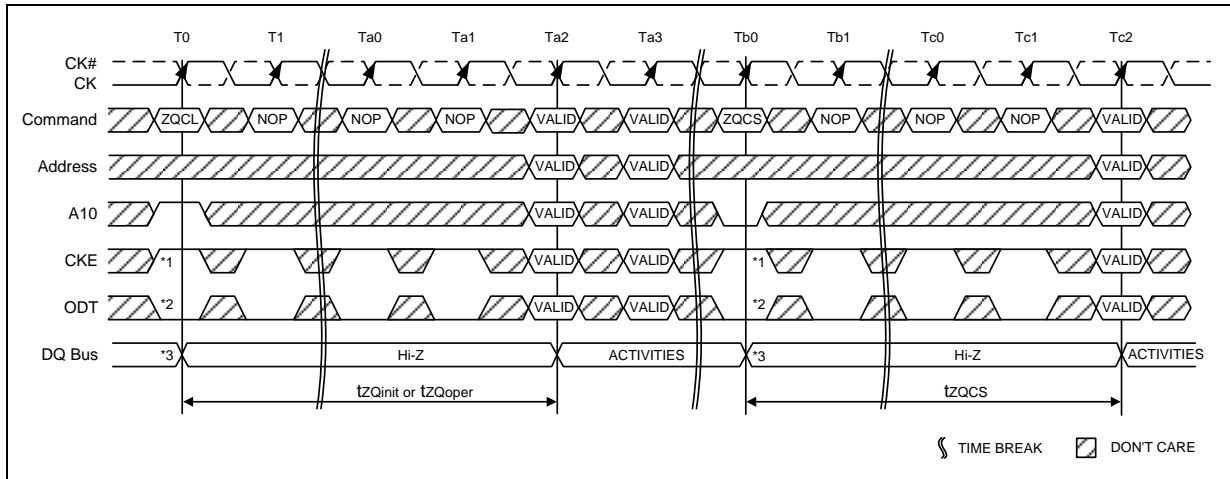 T0 T1 Ta0 Ta1 Ta2 Ta3 Tb0 Tb1 Tc0 Tc1 Tc2
CK#
CK
Command ZQCL NOP NOP NOP VALID VALID ZQCS NOP NOP NOP VALID
Address VALID VALID VALID
A10 VALID VALID VALID
CKE *1 VALID VALID *1 VALID
ODT *2 VALID VALID *2 VALID
DQ Bus *3 Hi-Z ACTIVITIES *3 Hi-Z ACTIVITIES
tZQinit or tZQoper tZQCS
TIME BREAK DON'T CARE